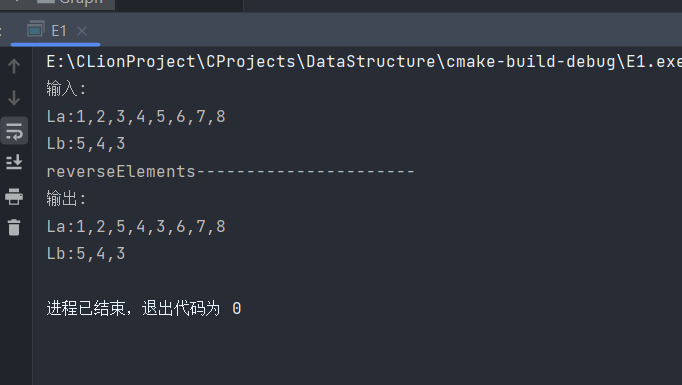 Graph
E1
E:\CLionProject\CProjects\DataStructure\cmake-build-debug\E1.exe
输入:
La:1,2,3,4,5,6,7,8
Lb:5,4,3
reverseElements----------------------
输出:
La:1,2,5,4,3,6,7,8
Lb:5,4,3
进程已结束，退出代码为 0